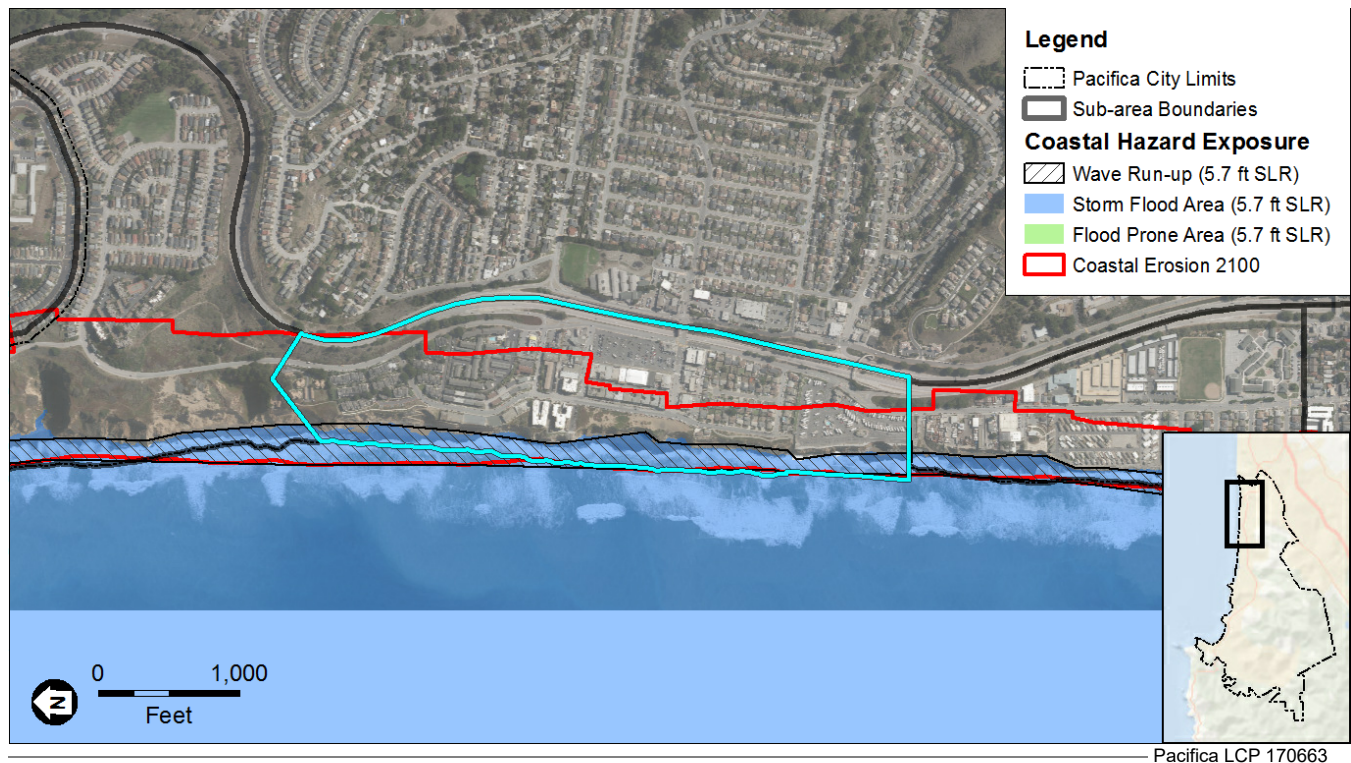 Legend
Pacifica City Limits
Sub-area Boundaries
Coastal Hazard Exposure
Wave Run-up (5.7 ft SLR)
Storm Flood Area (5.7 ft SLR)
Flood Prone Area (5.7 ft SLR)
Coastal Erosion 2100
0 1,000
Feet
N
Pacifica LCP 170663